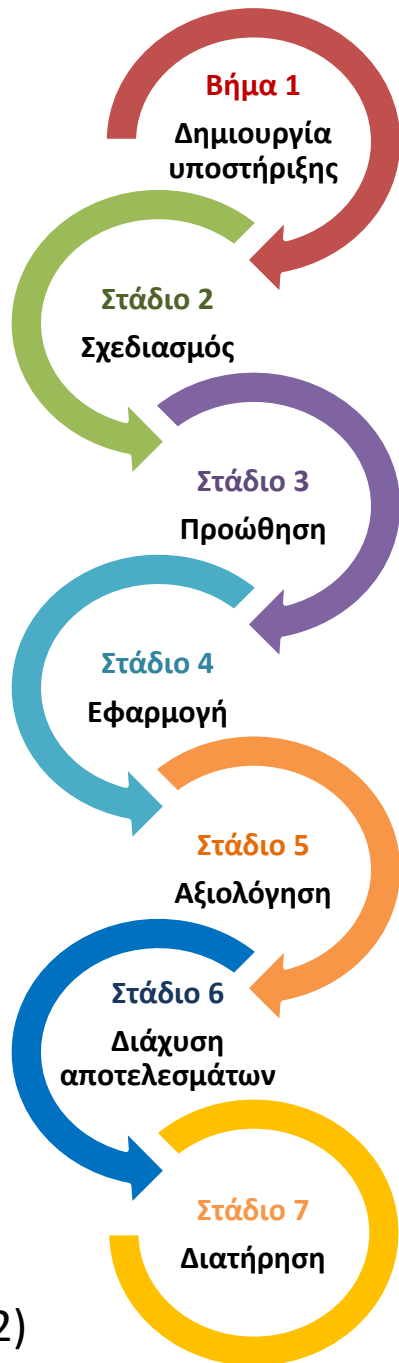 Βήμα 1
Δημιουργία
υποστήριξης
Στάδιο 2
Σχεδιασμός
Στάδιο 3
Προώθηση
Στάδιο 4
Εφαρμογή
Στάδιο 5
Αξιολόγηση
Στάδιο 6
Διάχυση
αποτελεσμάτων
Στάδιο 7
Διατήρηση
2)